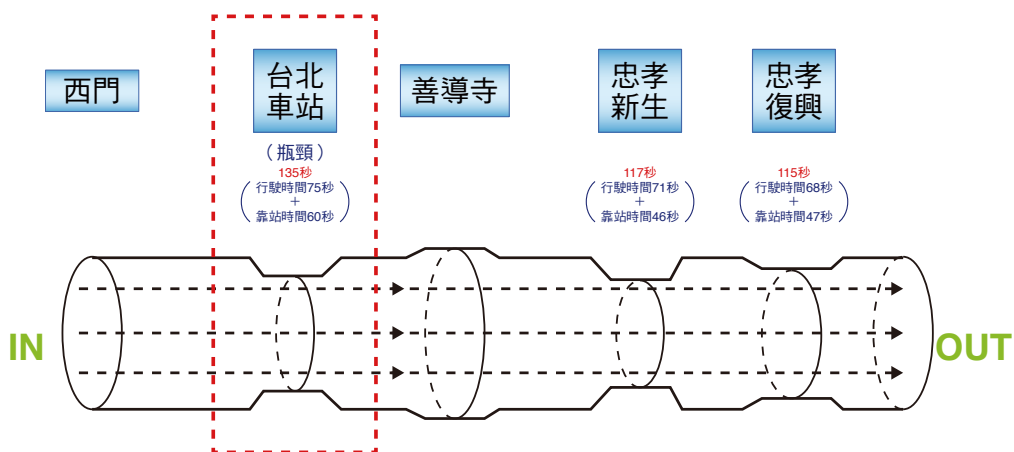 西門
台北
車站
善導寺
忠孝
新生
忠孝
復興
（瓶頸）
135秒
行駛時間75秒
+
靠站時間60秒
117秒
行駛時間71秒
+
靠站時間46秒
115秒
行駛時間68秒
+
靠站時間47秒
IN
OUT